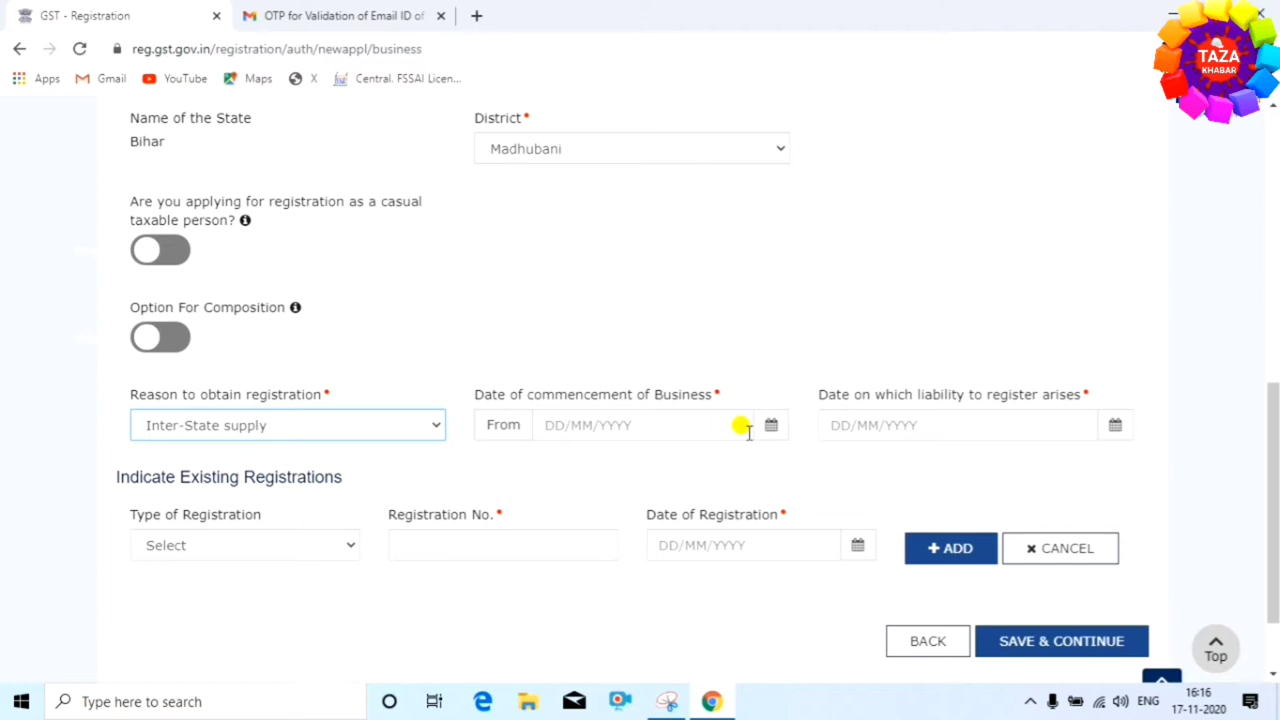 GST - Registration
OTP for Validation of Email ID of
reg.gst.gov.in/registration/auth/newappl/business
Apps Gmail YouTube Maps X Central. FSSAI Licen...
TAZA
KHABAR
Name of the State
Bihar
District*
Madhubani
Are you applying for registration as a casual
taxable person?
Option For Composition
Reason to obtain registration*
Inter-State supply
Date of commencement of Business*
From DD/MM/YYYY
Date on which liability to register arises*
DD/MM/YYYY
Indicate Existing Registrations
Type of Registration
Select
Registration No.*
Date of Registration*
DD/MM/YYYY
+ ADD
× CANCEL
BACK
SAVE & CONTINUE
Top
Type here to search
ENG
16:16
17-11-2020